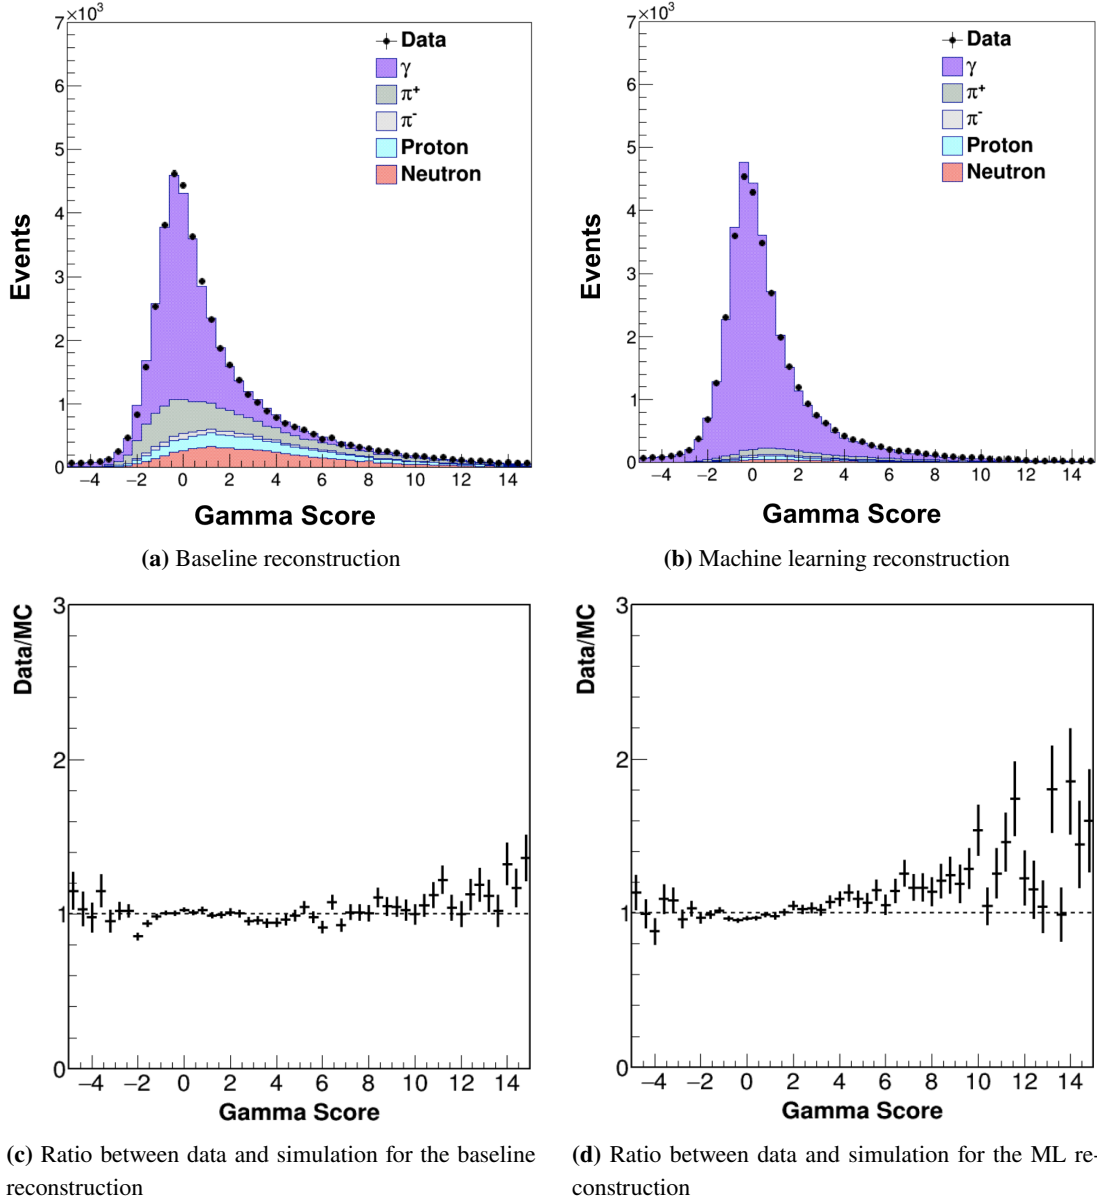 7×10³
Data
γ
π⁺
π⁻
Proton
Neutron
6
5
4
3
2
1
0
Events
−4 −2 0 2 4 6 8 10 12 14
Gamma Score
(a) Baseline reconstruction
7×10³
Data
γ
π⁺
π⁻
Proton
Neutron
6
5
4
3
2
1
0
Events
−4 −2 0 2 4 6 8 10 12 14
Gamma Score
(b) Machine learning reconstruction
3
2
1
0
Data/MC
−4 −2 0 2 4 6 8 10 12 14
Gamma Score
(c) Ratio between data and simulation for the baseline
reconstruction
3
2
1
0
Data/MC
−4 −2 0 2 4 6 8 10 12 14
Gamma Score
(d) Ratio between data and simulation for the ML re-
construction